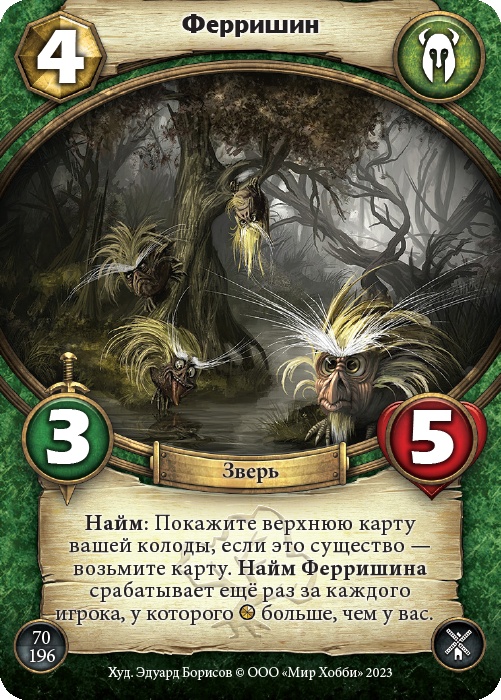 Ферришин
4
3
5
Зверь
Найм: Покажите верхнюю карту
вашей колоды, если это существо —
возьмите карту. Найм Ферришина
срабатывает ещё раз за каждого
игрока, у которого больше, чем у вас.
70
196
Худ. Эдуард Борисов © ООО «Мир Хобби» 2023